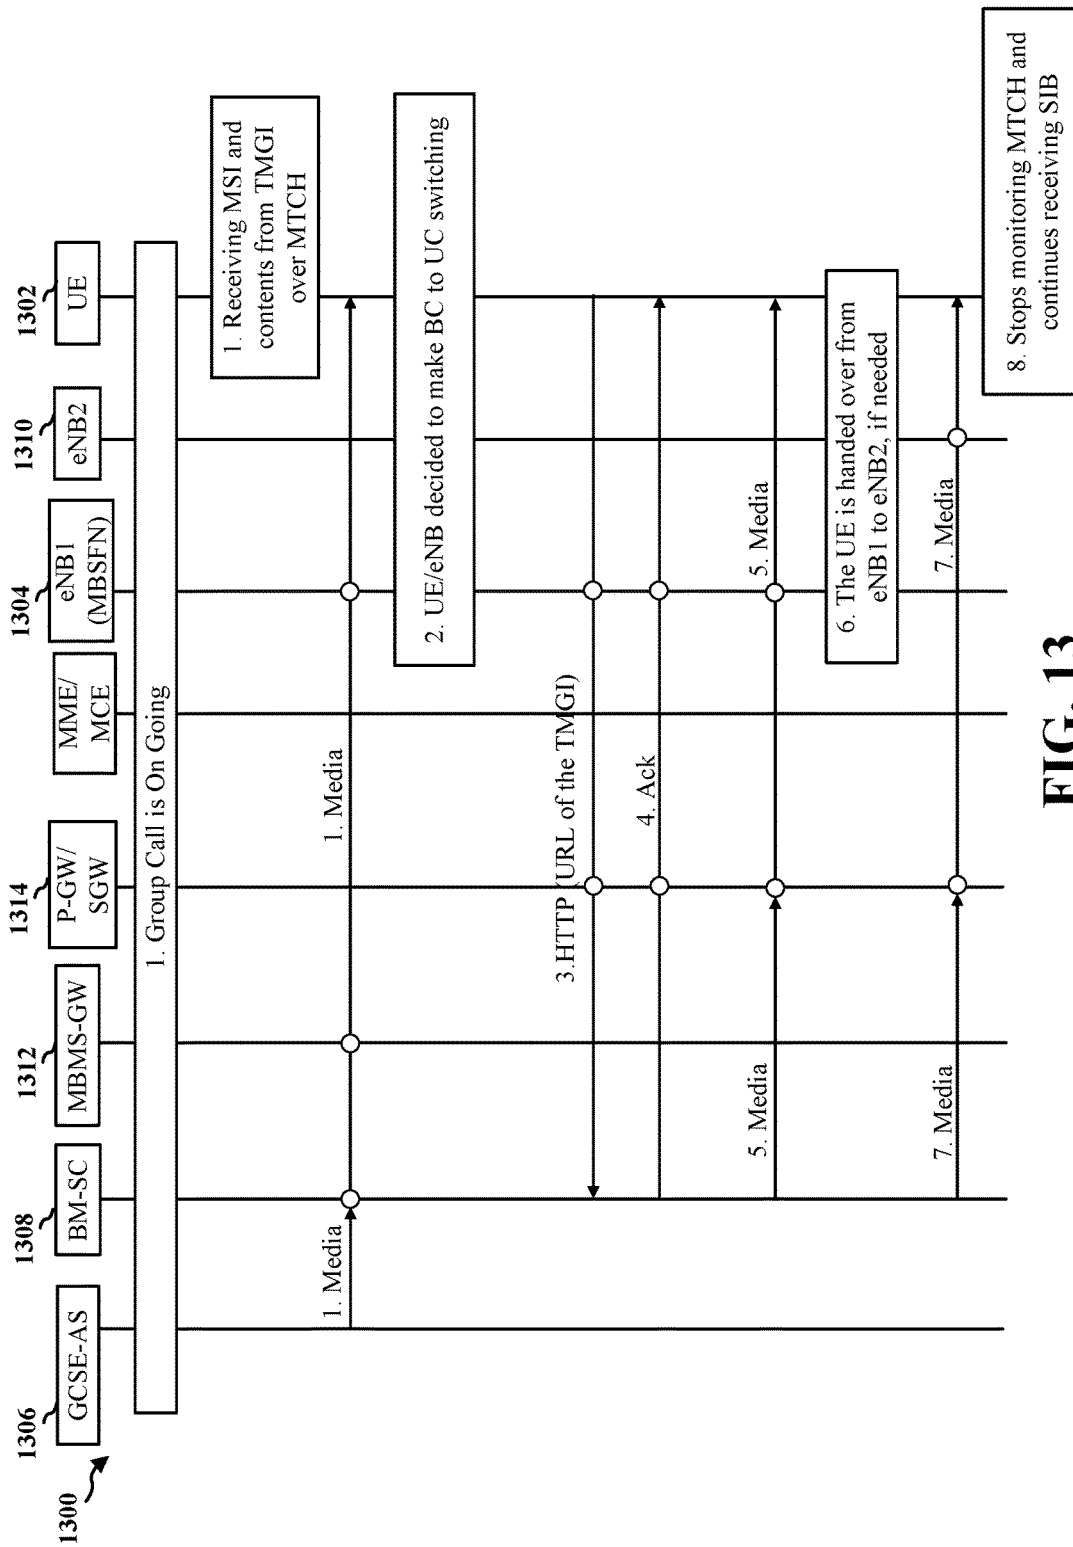 1300
1306
GCSE-AS
1308
BM-SC
1312
MBMS-GW
1314
P-GW/
SGW
MME/
MCE
1304
eNB1
(MBSFN)
1310
eNB2
1302
UE
1. Group Call is On Going
1. Receiving MSI and
contents from TMGI
over MTCH
1. Media
1. Media
2. UE/eNB decided to make BC to UC switching
3.HTTP (URL of the TMGI)
4. Ack
5. Media
5. Media
6. The UE is handed over from
eNB1 to eNB2, if needed
7. Media
7. Media
8. Stops monitoring MTCH and
continues receiving SIB
FIG. 13